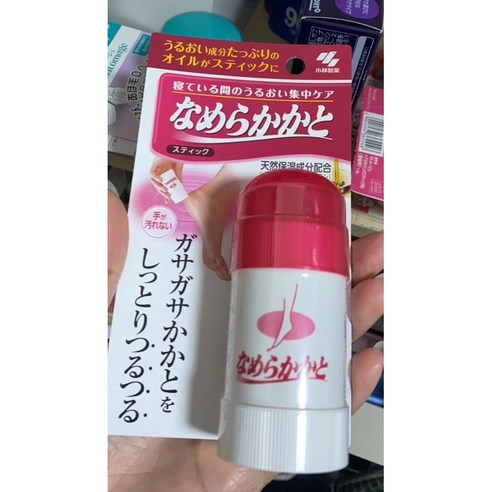 うるおい成分たっぷりの
オイルがスティックに
小林製薬
寝ている間のうるおい集中ケア
なめらかかと
スティック
天然保湿成分配合
手が
汚れない
ガサガサかかとを
しっとりつるつる
なめらかかと